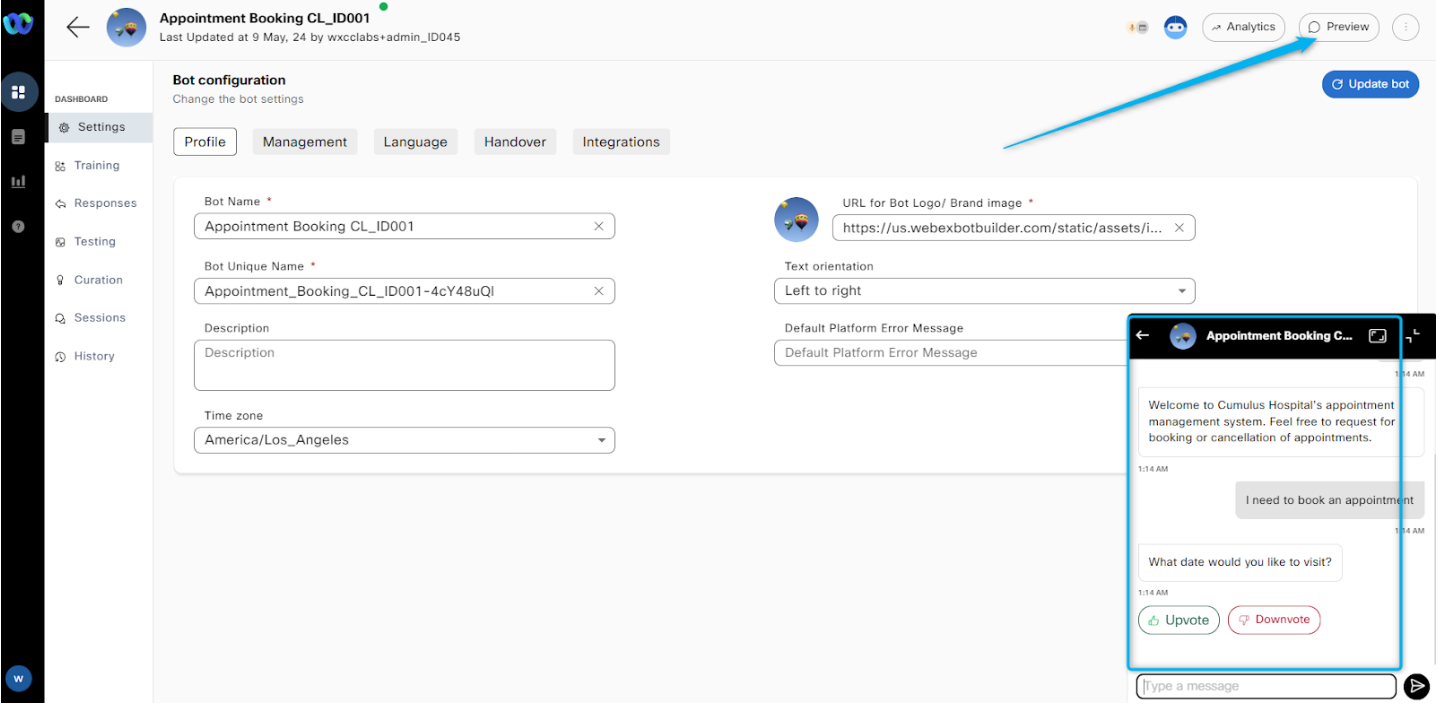 Appointment Booking CL_ID001
Last Updated at 9 May, 24 by wxcclabs+admin_ID045
Analytics
Preview
Bot configuration
Change the bot settings
Update bot
DASHBOARD
Settings
Training
Responses
Testing
Curation
Sessions
History
Profile
Management
Language
Handover
Integrations
Bot Name *
Appointment Booking CL_ID001
Bot Unique Name *
Appointment_Booking_CL_ID001-4cY48uQI
Description
Description
Time zone
America/Los_Angeles
URL for Bot Logo/ Brand image *
https://us.webexbotbuilder.com/static/assets/i...
Text orientation
Left to right
Default Platform Error Message
Default Platform Error Message
Appointment Booking C...
1:14 AM
Welcome to Cumulus Hospital's appointment
management system. Feel free to request for
booking or cancellation of appointments.
1:14 AM
I need to book an appointment
1:14 AM
What date would you like to visit?
1:14 AM
Upvote
Downvote
Type a message
W